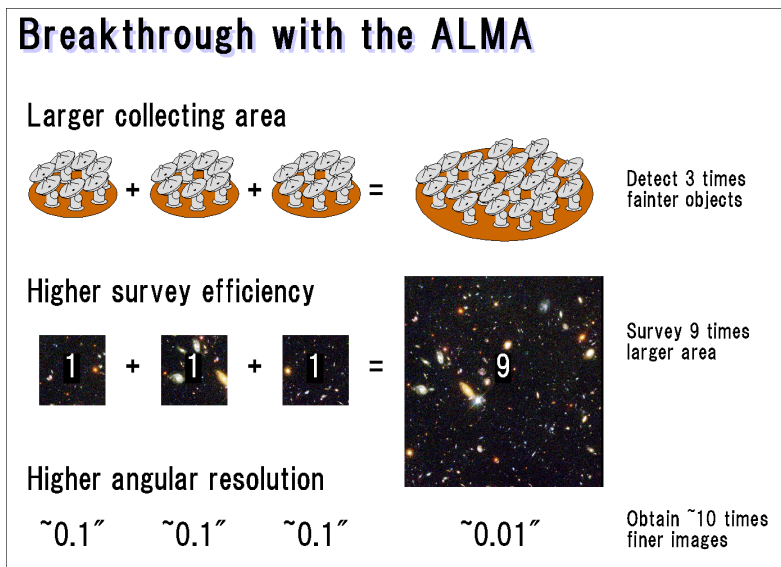 Breakthrough with the ALMA
Larger collecting area
+ + =
Detect 3 times
fainter objects
Higher survey efficiency
1 + 1 + 1 = 9
Survey 9 times
larger area
Higher angular resolution
~0.1″ ~0.1″ ~0.1″ ~0.01″
Obtain ~10 times
finer images